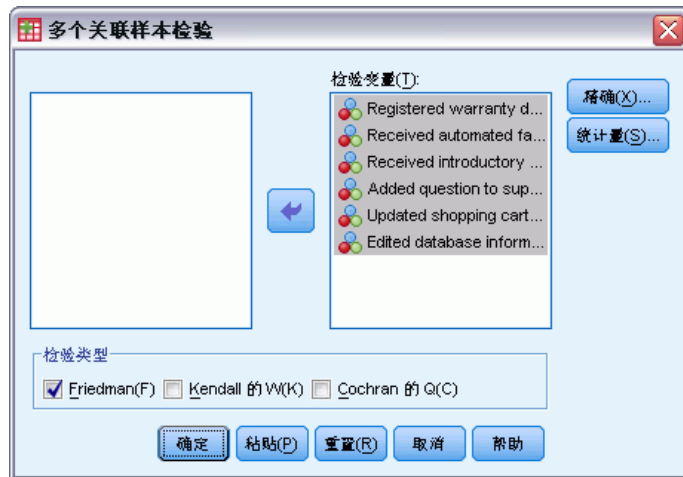 多个关联样本检验
检验变量(T):
Registered warranty d...
Received automated fa...
Received introductory ...
Added question to sup...
Updated shopping cart...
Edited database inform...
精确(X)...
统计量(S)...
检验类型
Friedman(F) Kendall 的 W(K) Cochran 的 Q(C)
确定 粘贴(P) 重置(R) 取消 帮助